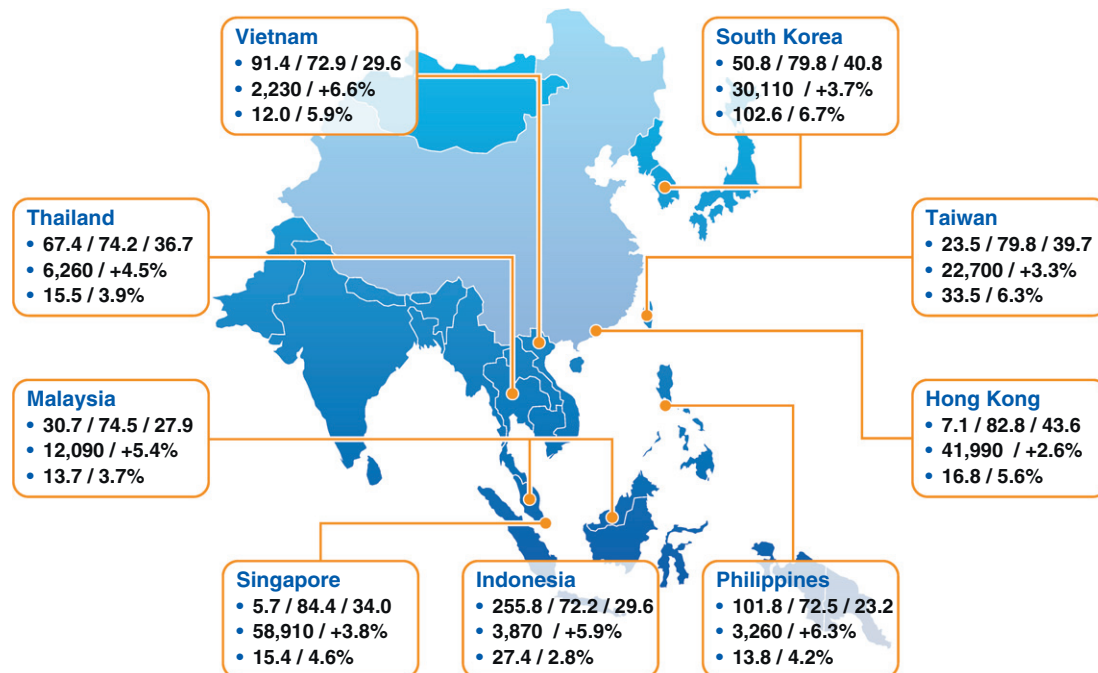 Vietnam
• 91.4 / 72.9 / 29.6
• 2,230 / +6.6%
• 12.0 / 5.9%
South Korea
• 50.8 / 79.8 / 40.8
• 30,110 / +3.7%
• 102.6 / 6.7%
Thailand
• 67.4 / 74.2 / 36.7
• 6,260 / +4.5%
• 15.5 / 3.9%
Taiwan
• 23.5 / 79.8 / 39.7
• 22,700 / +3.3%
• 33.5 / 6.3%
Malaysia
• 30.7 / 74.5 / 27.9
• 12,090 / +5.4%
• 13.7 / 3.7%
Hong Kong
• 7.1 / 82.8 / 43.6
• 41,990 / +2.6%
• 16.8 / 5.6%
Singapore
• 5.7 / 84.4 / 34.0
• 58,910 / +3.8%
• 15.4 / 4.6%
Indonesia
• 255.8 / 72.2 / 29.6
• 3,870 / +5.9%
• 27.4 / 2.8%
Philippines
• 101.8 / 72.5 / 23.2
• 3,260 / +6.3%
• 13.8 / 4.2%